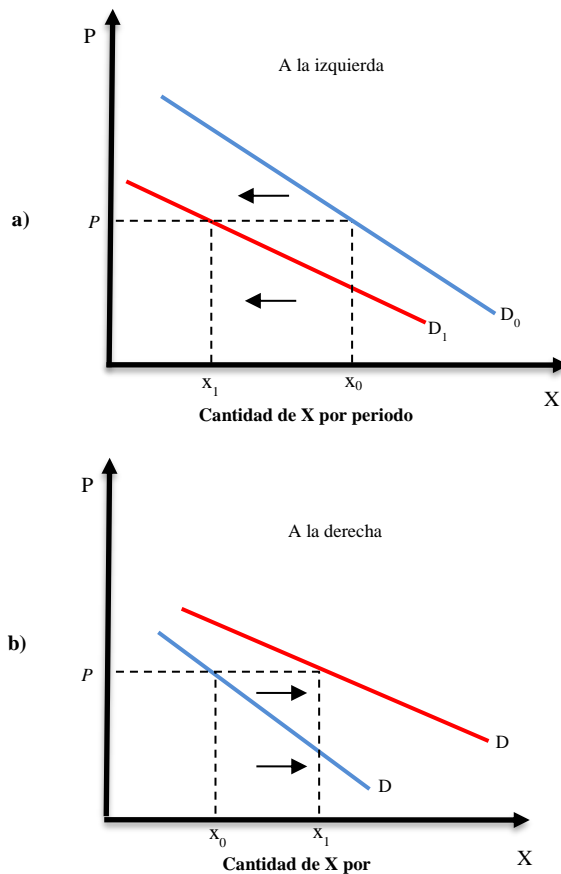 P
A la izquierda
a)
P
D₁
D₀
x₁
x₀
X
Cantidad de X por periodo
P
A la derecha
b)
P
D
D
x₀
x₁
X
Cantidad de X por